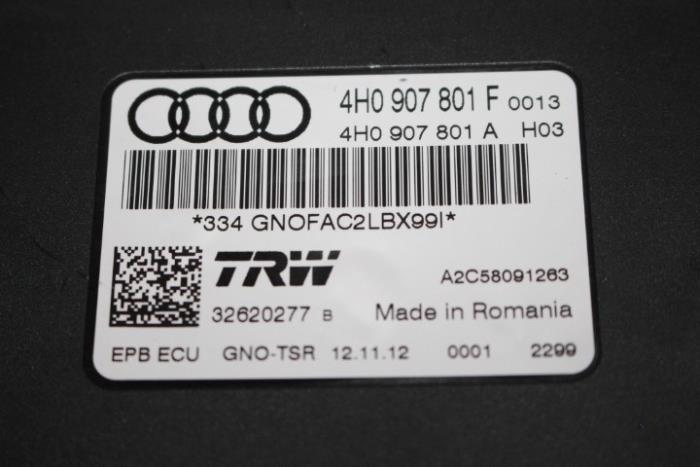 4H0 907 801 F 0013
4H0 907 801 A H03
*334 GNOFAC2LBX99I*
TRW
A2C58091263
32620277 B Made in Romania
EPB ECU GNO-TSR 12.11.12 0001 2299